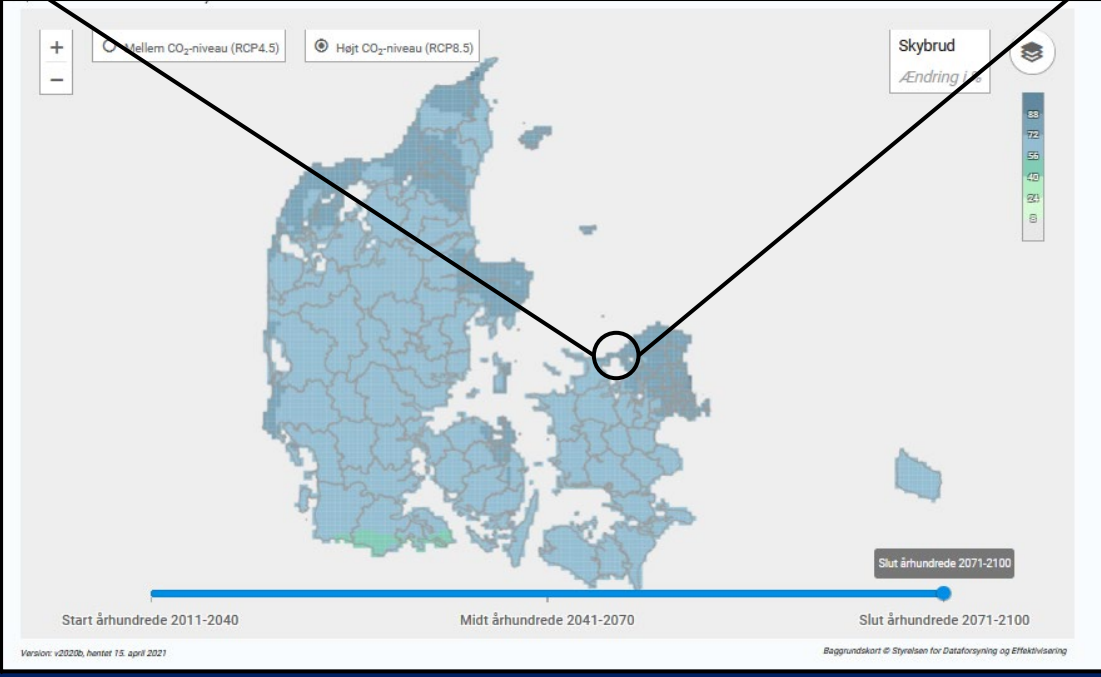 +
−
Mellem CO₂-niveau (RCP4.5)
Højt CO₂-niveau (RCP8.5)
Skybrud
Ændring i %
88
72
56
40
24
8
Slut århundrede 2071-2100
Start århundrede 2011-2040
Midt århundrede 2041-2070
Slut århundrede 2071-2100
Version: v2020b, hentet 15. april 2021
Baggrundskort © Styrelsen for Dataforsyning og Effektivisering